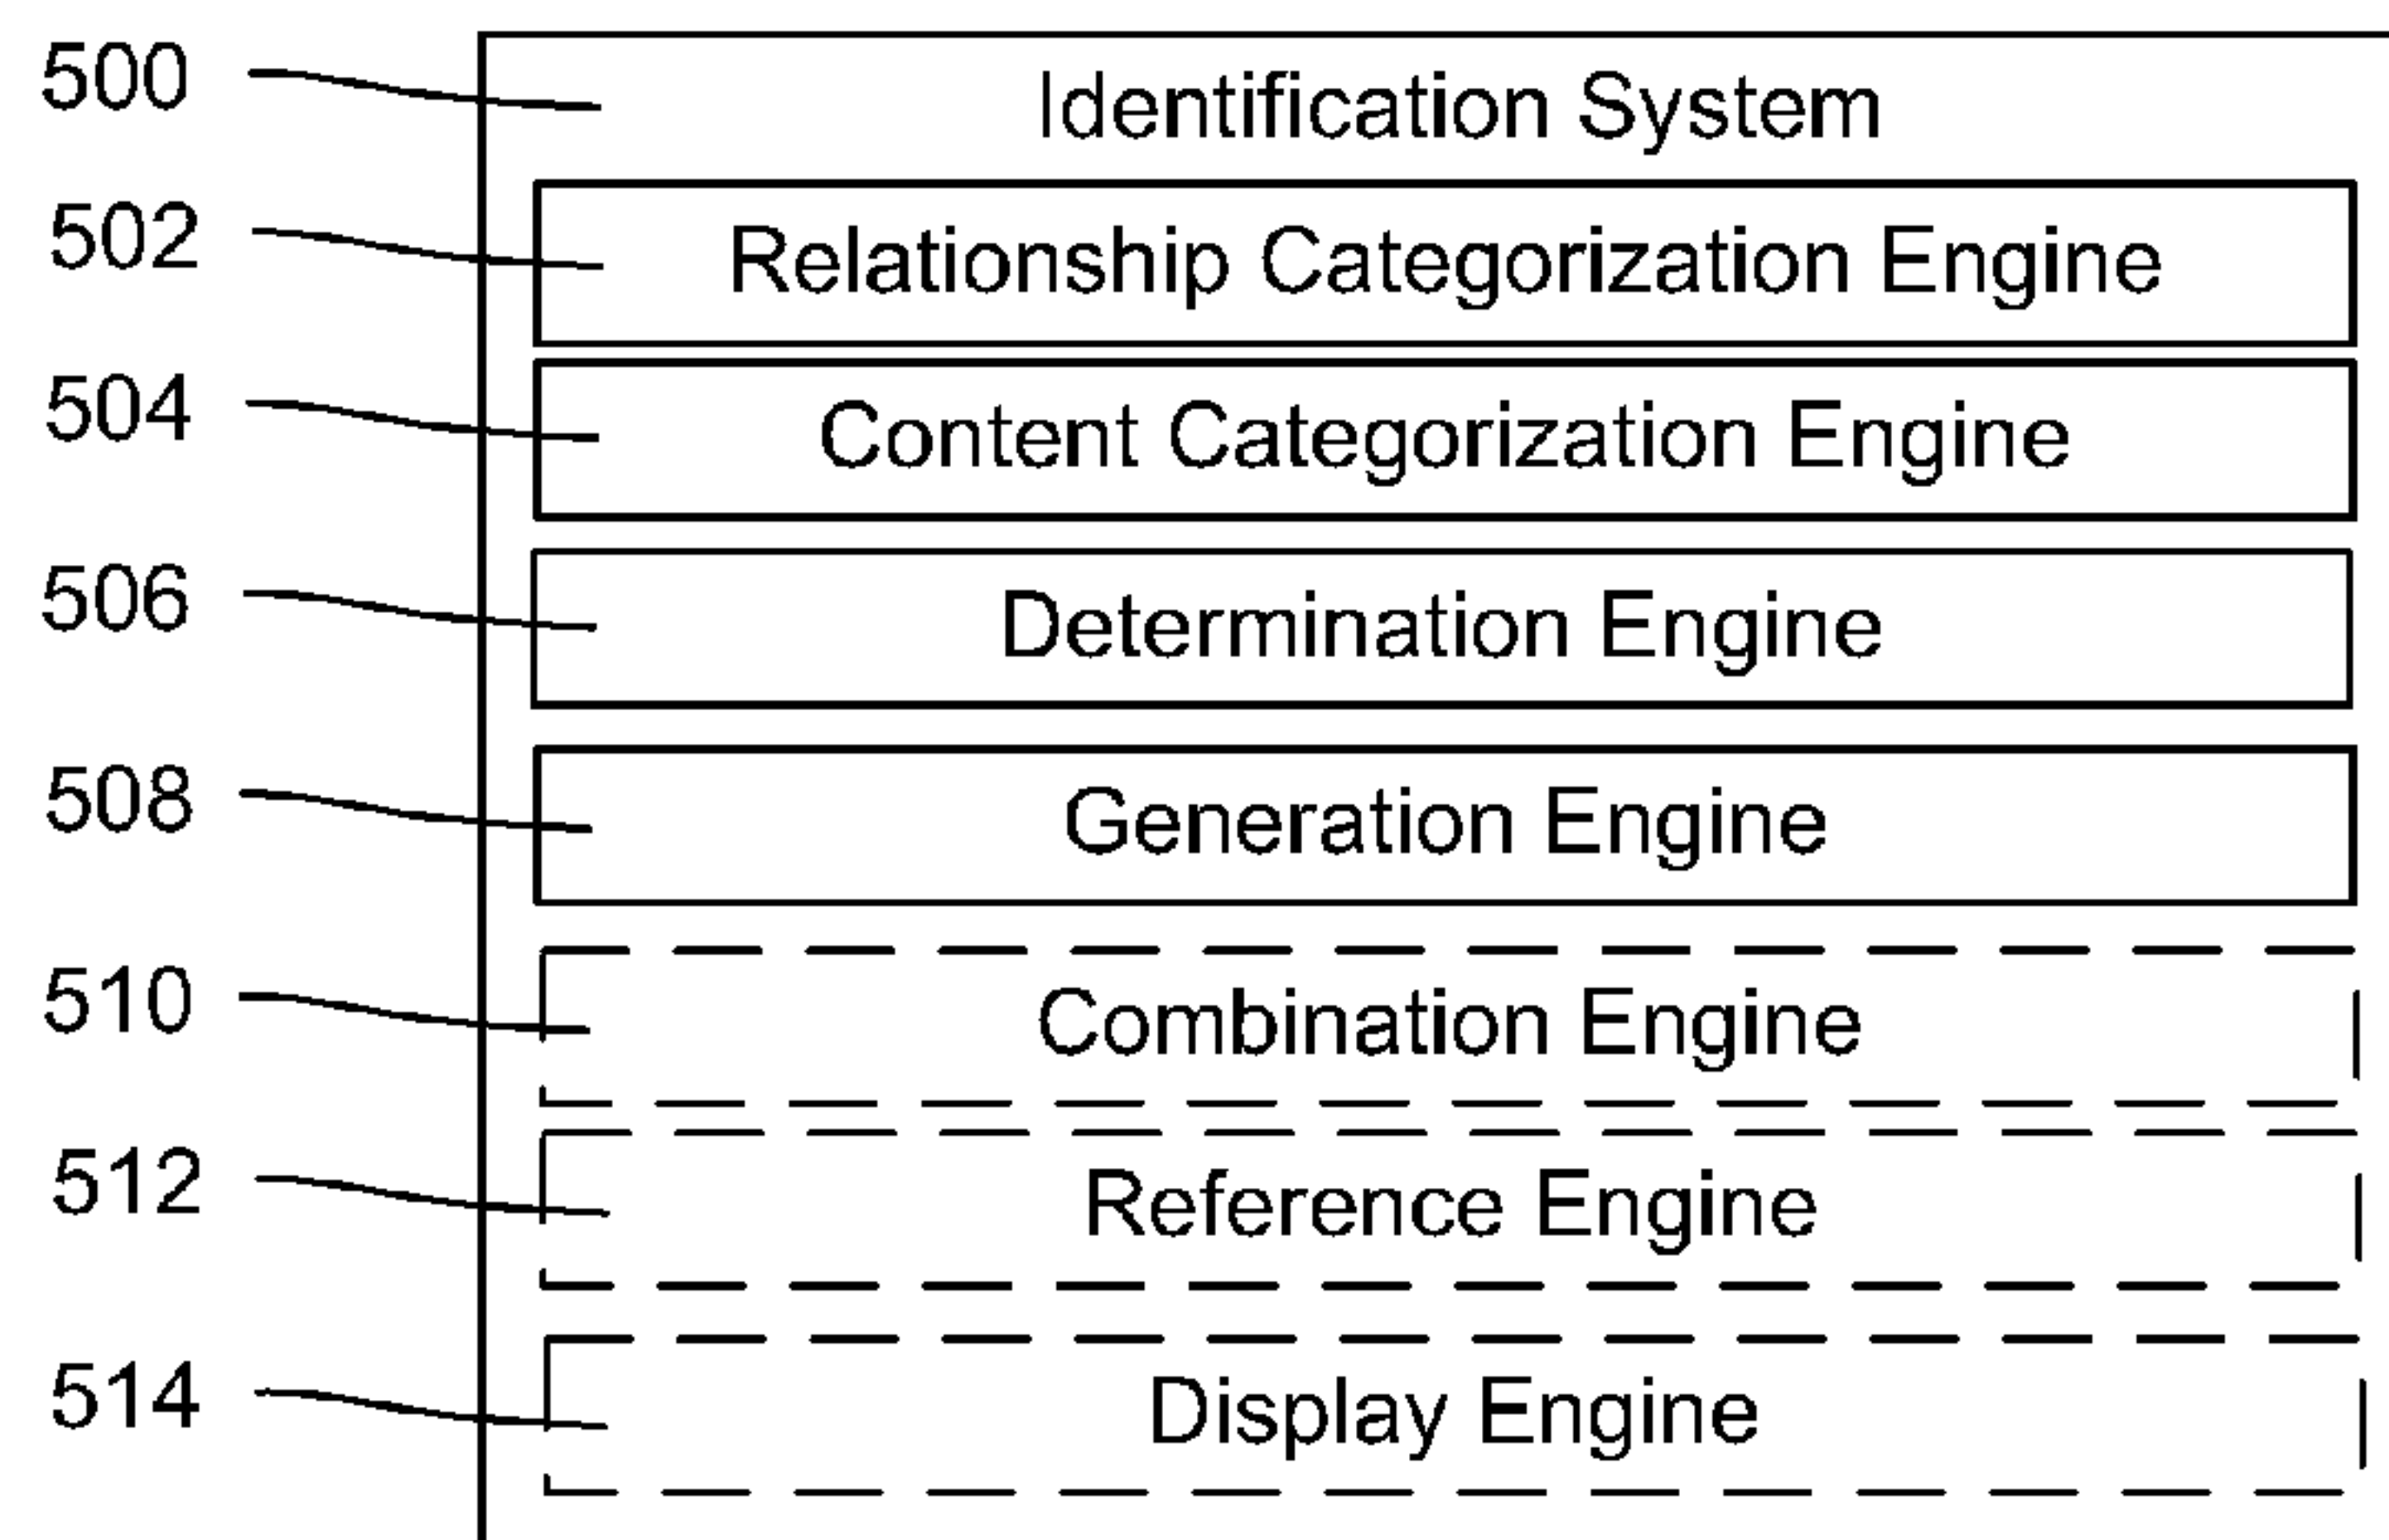 500 Identification System
502 Relationship Categorization Engine
504 Content Categorization Engine
506 Determination Engine
508 Generation Engine
510 Combination Engine
512 Reference Engine
514 Display Engine